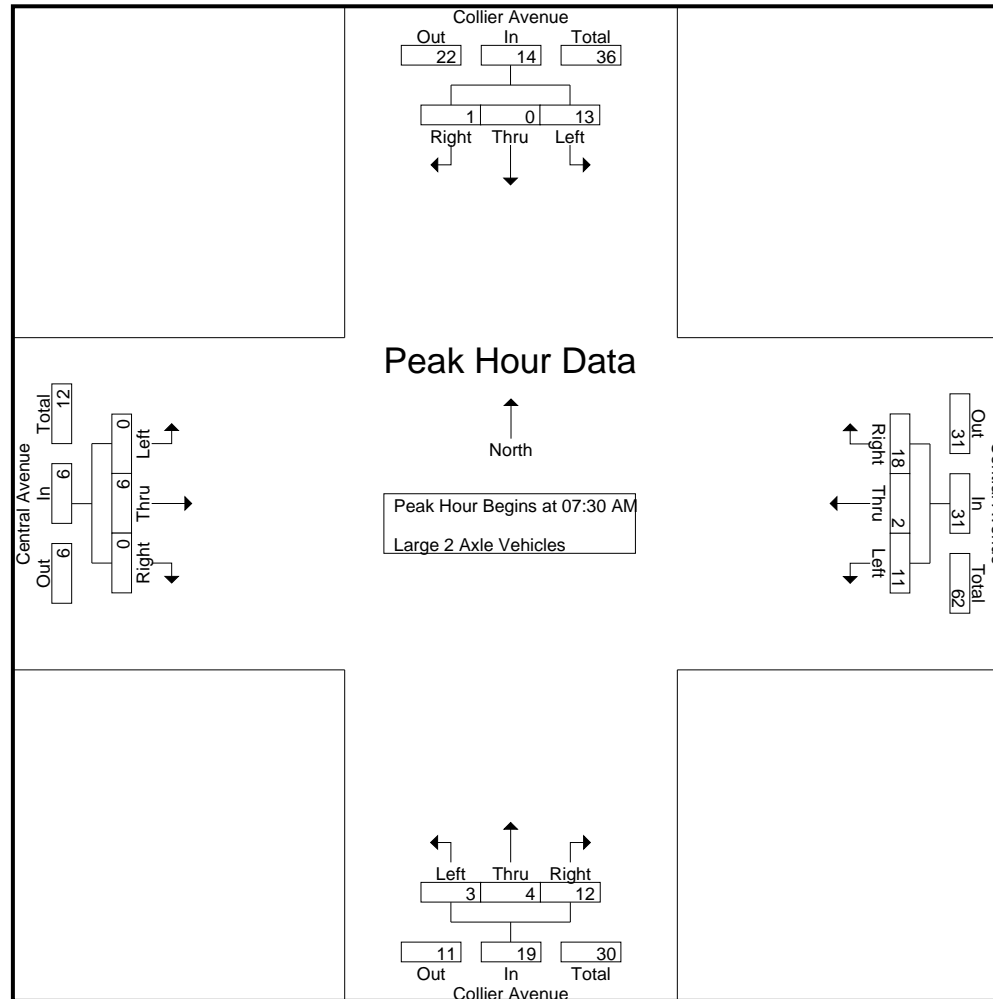 Collier Avenue
Out In Total
22 14 36
1 0 13
Right Thru Left
Peak Hour Data
North
Peak Hour Begins at 07:30 AM
Large 2 Axle Vehicles
Central Avenue
Total In Out
12 6 6
0 6 0
Left Thru Right
Out In Total
31 31 62
Right Thru Left
18 2 11
Left Thru Right
3 4 12
11 19 30
Out In Total
Collier Avenue